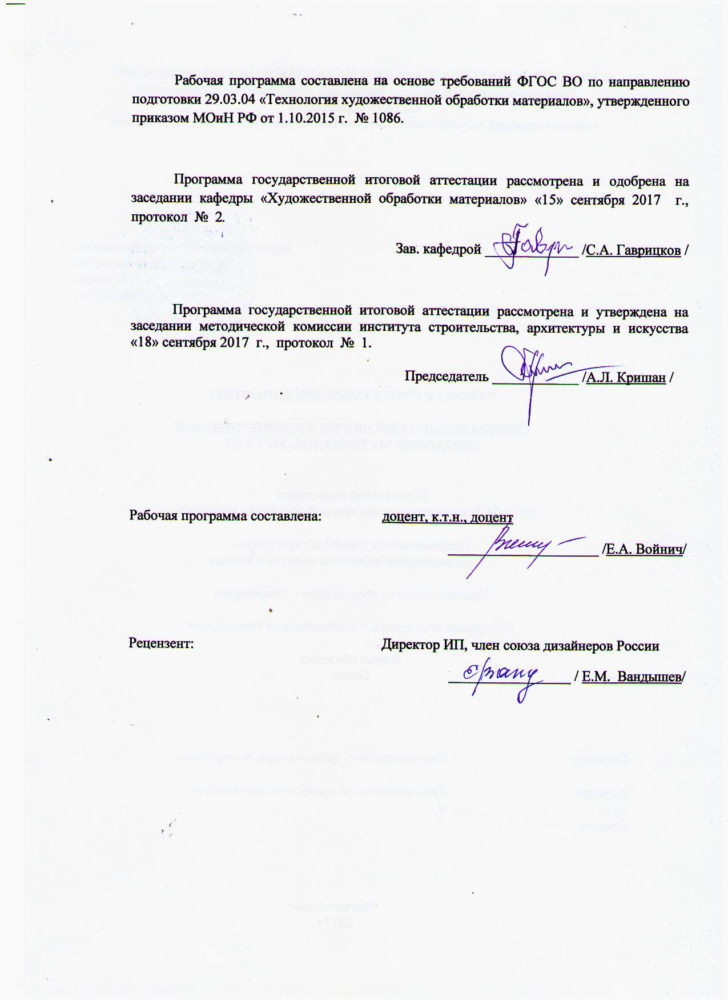 Рабочая программа составлена на основе требований ФГОС ВО по направлению
подготовки 29.03.04 «Технология художественной обработки материалов», утвержденного
приказом МОиН РФ от 1.10.2015 г. № 1086.
Программа государственной итоговой аттестации рассмотрена и одобрена на
заседании кафедры «Художественной обработки материалов» «15» сентября 2017 г.,
протокол № 2.
Зав. кафедрой ____________ /С.А. Гаврицков /
Программа государственной итоговой аттестации рассмотрена и утверждена на
заседании методической комиссии института строительства, архитектуры и искусства
«18» сентября 2017 г., протокол № 1.
Председатель ____________ /А.Л. Кришан /
Рабочая программа составлена: доцент, к.т.н., доцент
____________________ /Е.А. Войнич/
Рецензент: Директор ИП, член союза дизайнеров России
________________ / Е.М. Вандышев/